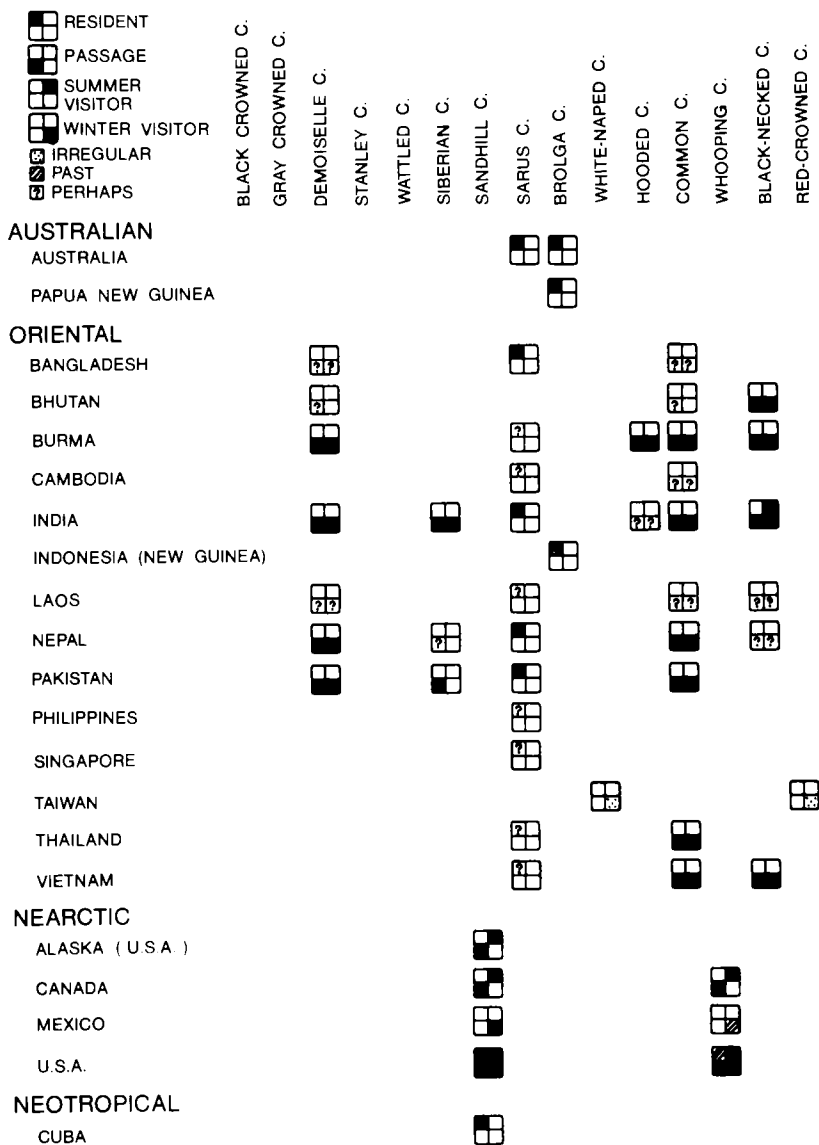 RESIDENT
PASSAGE
SUMMER
VISITOR
WINTER VISITOR
IRREGULAR
PAST
? PERHAPS
BLACK CROWNED C.
GRAY CROWNED C.
DEMOISELLE C.
STANLEY C.
WATTLED C.
SIBERIAN C.
SANDHILL C.
SARUS C.
BROLGA C.
WHITE-NAPED C.
HOODED C.
COMMON C.
WHOOPING C.
BLACK-NECKED C.
RED-CROWNED C.
AUSTRALIAN
AUSTRALIA
PAPUA NEW GUINEA
ORIENTAL
BANGLADESH ? ? ? ?
BHUTAN ? ?
BURMA ?
CAMBODIA ? ? ?
INDIA ? ?
INDONESIA (NEW GUINEA)
LAOS ? ? ? ? ? ? ?
NEPAL ? ? ?
PAKISTAN
PHILIPPINES ?
SINGAPORE ?
TAIWAN
THAILAND ?
VIETNAM ?
NEARCTIC
ALASKA (U.S.A.)
CANADA
MEXICO
U.S.A.
NEOTROPICAL
CUBA